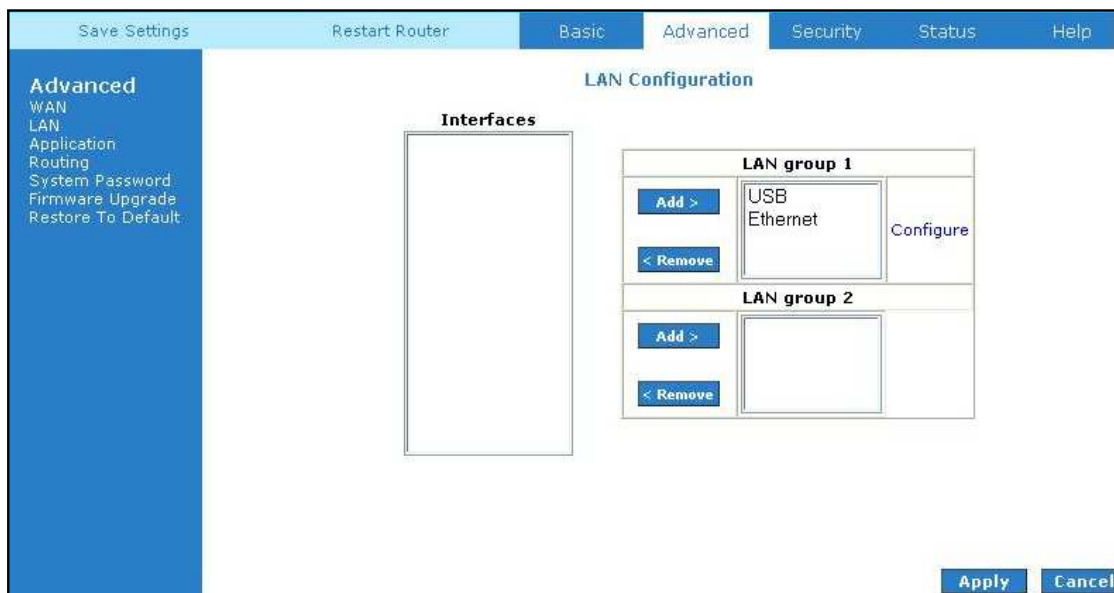 Save Settings Restart Router Basic Advanced Security Status Help
Advanced
WAN
LAN
Application
Routing
System Password
Firmware Upgrade
Restore To Default
LAN Configuration
Interfaces
LAN group 1
Add >
< Remove
USB
Ethernet
Configure
LAN group 2
Add >
< Remove
Apply Cancel